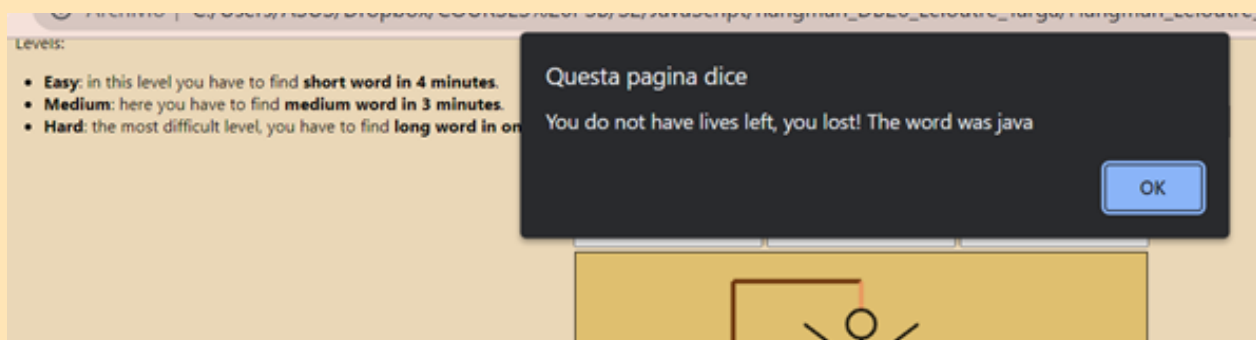 Levels:
Easy: in this level you have to find short word in 4 minutes.
Medium: here you have to find medium word in 3 minutes.
Hard: the most difficult level, you have to find long word in on
Questa pagina dice
You do not have lives left, you lost! The word was java
OK